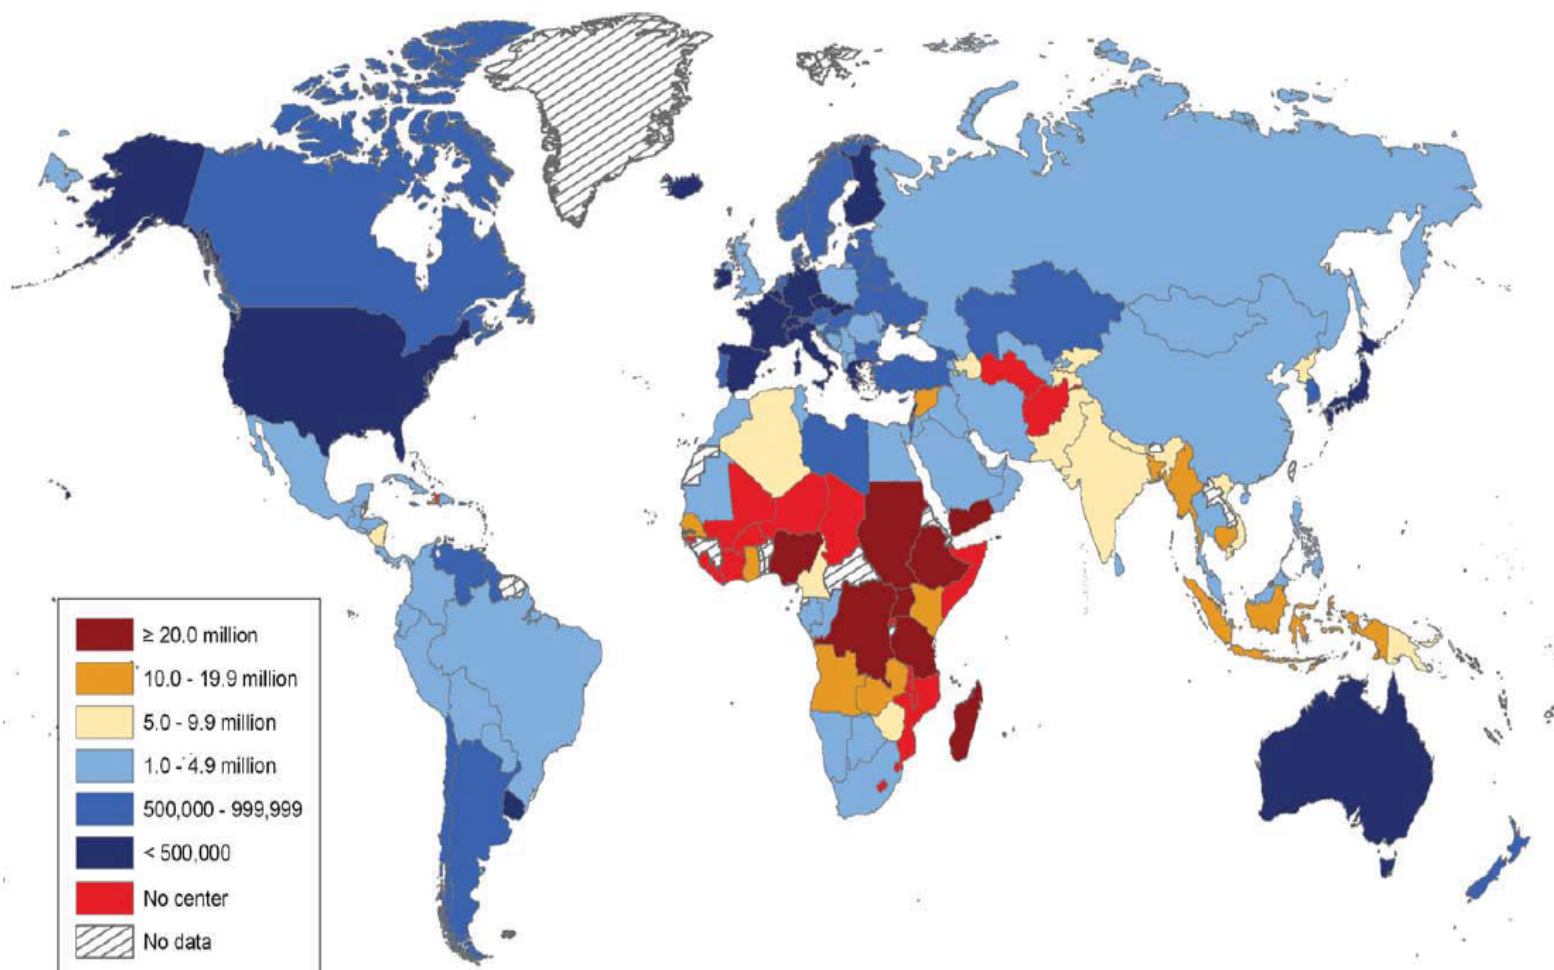 ≥ 20.0 million
10.0 - 19.9 million
5.0 - 9.9 million
1.0 - 4.9 million
500,000 - 999,999
< 500,000
No center
No data